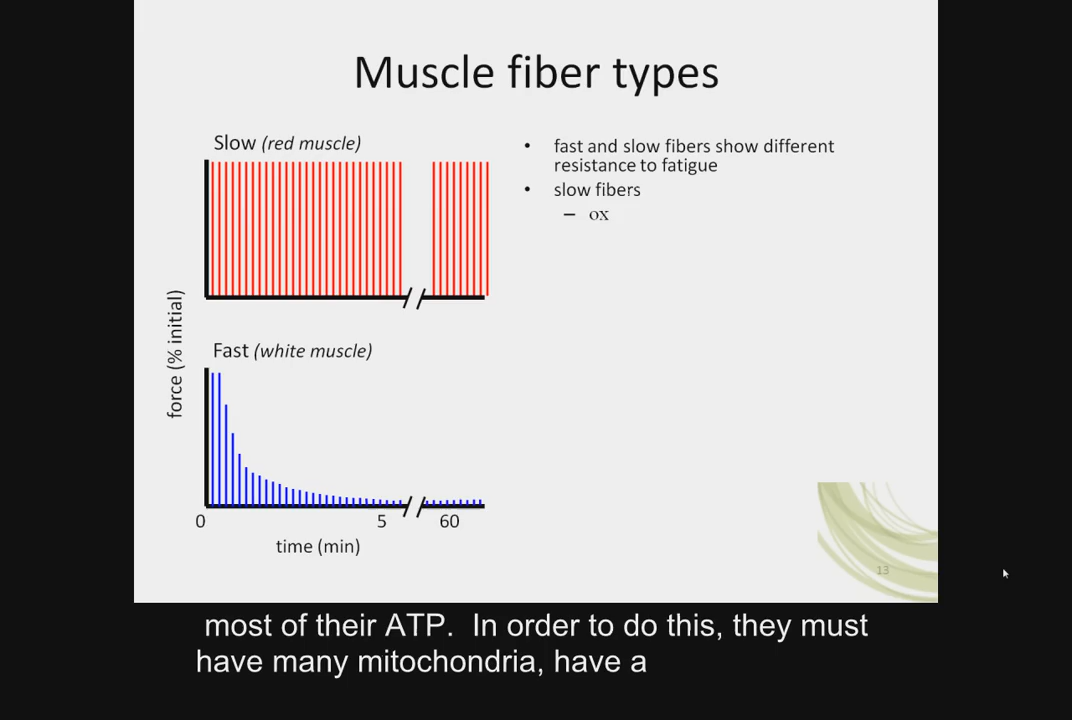 Muscle fiber types
Slow (red muscle)
• fast and slow fibers show different
resistance to fatigue
• slow fibers
– ox
force (% initial)
Fast (white muscle)
0 5 60
time (min)
13
most of their ATP. In order to do this, they must
have many mitochondria, have a